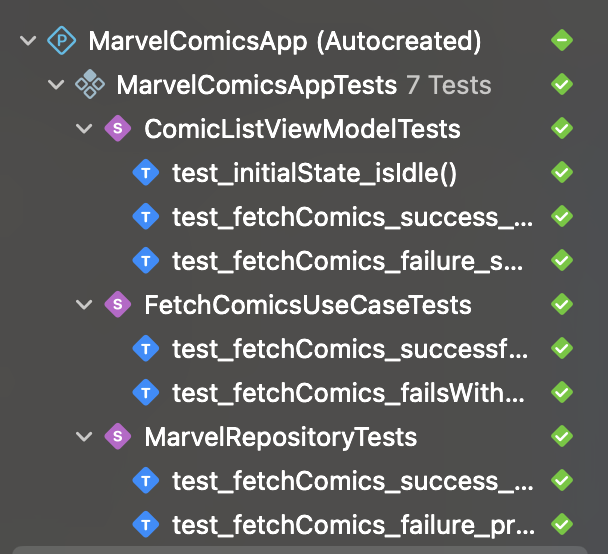 P MarvelComicsApp (Autocreated)
MarvelComicsAppTests 7 Tests
S ComicListViewModelTests
T test_initialState_isIdle()
T test_fetchComics_success_...
T test_fetchComics_failure_s...
S FetchComicsUseCaseTests
T test_fetchComics_successf...
T test_fetchComics_failsWith...
S MarvelRepositoryTests
T test_fetchComics_success_...
T test_fetchComics_failure_pr...